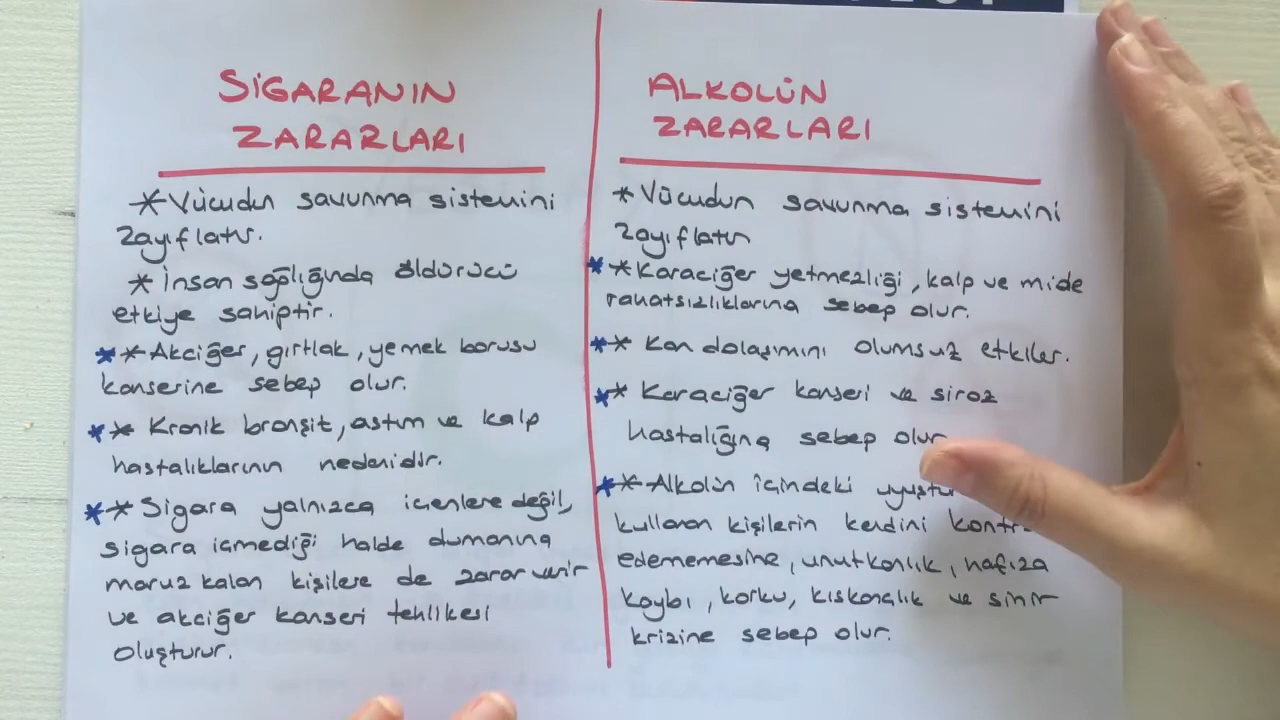 SİGARANIN
ZARARLARI
* Vücudun savunma sistemini
zayıflatır.
* İnsan sağlığında öldürücü
etkiye sahiptir.
** Akciğer, gırtlak, yemek borusu
kanserine sebep olur.
** Kronik bronşit, astım ve kalp
hastalıklarının nedenidir.
** Sigara yalnızca içenlere değil,
sigara içmediği halde dumanına
maruz kalan kişilere de zarar verir
ve akciğer kanseri tehlikesi
oluşturur.
ALKOLÜN
ZARARLARI
* Vücudun savunma sistemini
zayıflatır
** Karaciğer yetmezliği, kalp ve mide
rahatsızlıklarına sebep olur.
** Kan dolaşımını olumsuz etkiler.
** Karaciğer kanseri ve siroz
hastalığına sebep olur
** Alkolün içindeki
kullanan kişilerin kendini
edememesine, unutkanlık, hafıza
kaybı, korku, kıskançlık ve sinir
krizine sebep olur.